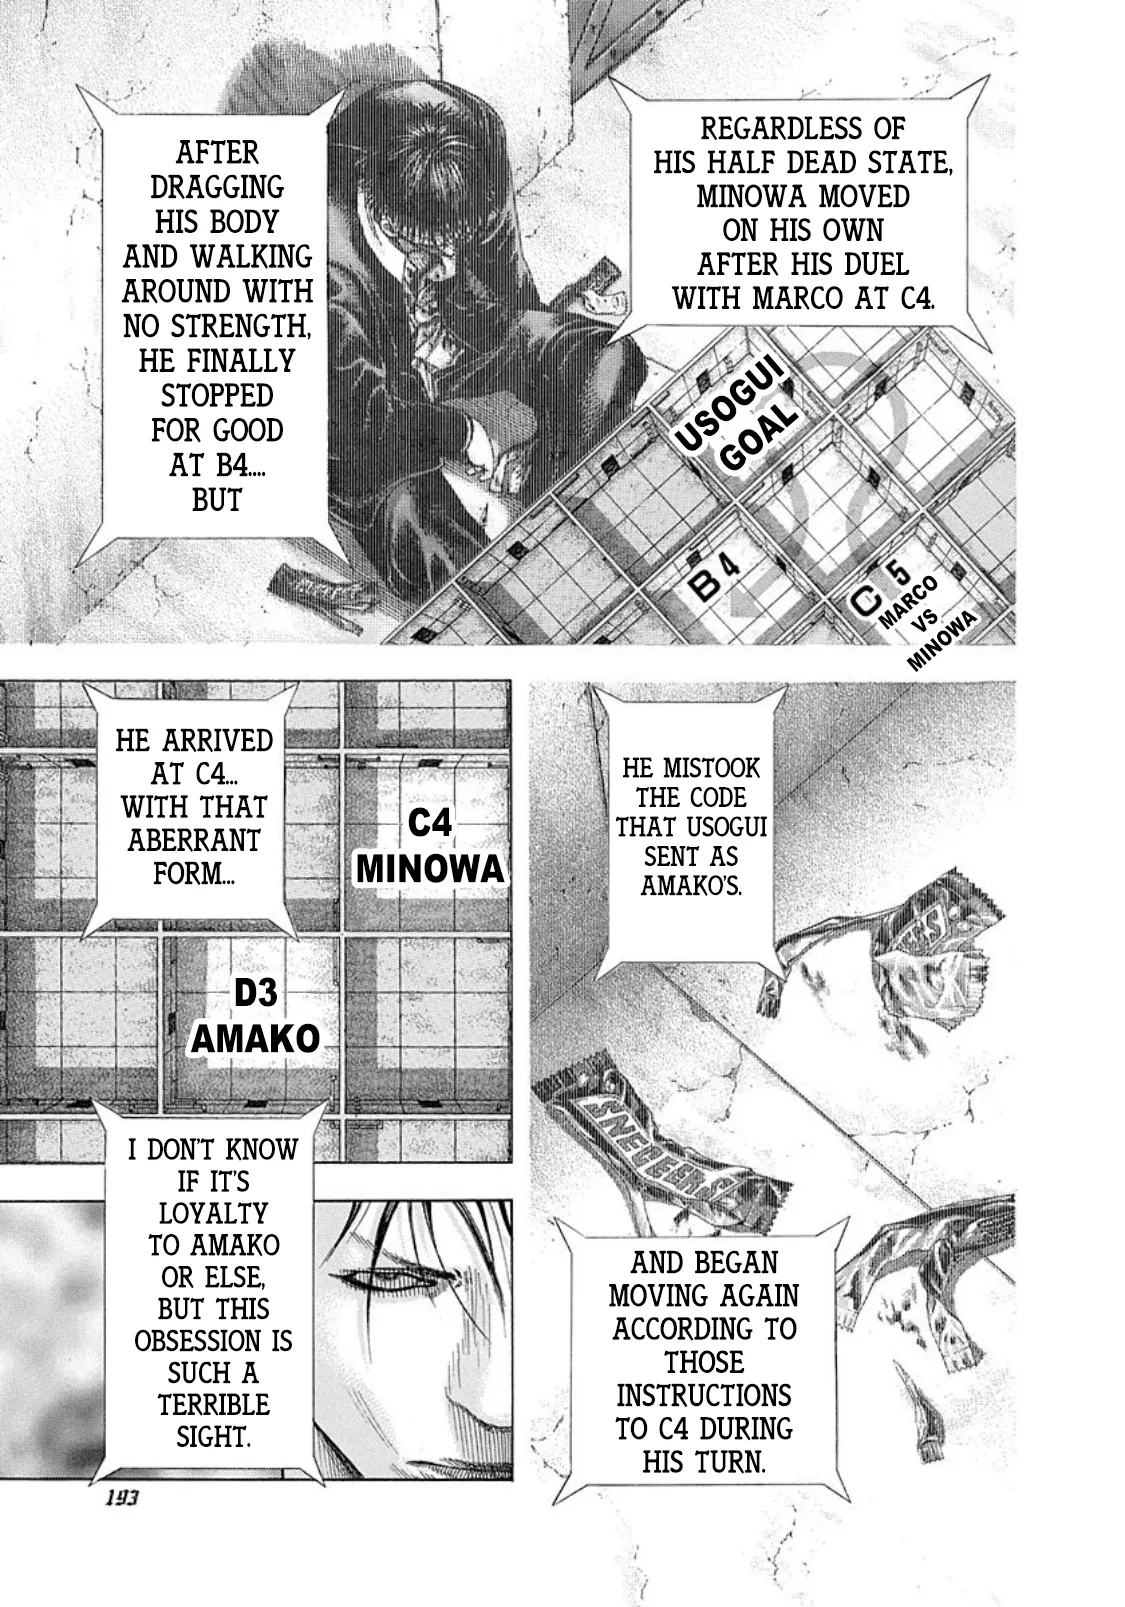 REGARDLESS OF
HIS HALF DEAD STATE,
MINOWA MOVED
ON HIS OWN
AFTER HIS DUEL
WITH MARCO AT C4.
AFTER
DRAGGING
HIS BODY
AND WALKING
AROUND WITH
NO STRENGTH,
HE FINALLY
STOPPED
FOR GOOD
AT B4....
BUT
USOGUI
GOAL
B4
C5
MARCO
VS
MINOWA
HE MISTOOK
THE CODE
THAT USOGUI
SENT AS
AMAKO'S.
SNECEERS
AND BEGAN
MOVING AGAIN
ACCORDING TO
THOSE
INSTRUCTIONS
TO C4 DURING
HIS TURN.
HE ARRIVED
AT C4...
WITH THAT
ABERRANT
FORM...
C4
MINOWA
D3
AMAKO
I DON'T KNOW
IF IT'S
LOYALTY
TO AMAKO
OR ELSE,
BUT THIS
OBSESSION IS
SUCH A
TERRIBLE
SIGHT.
193